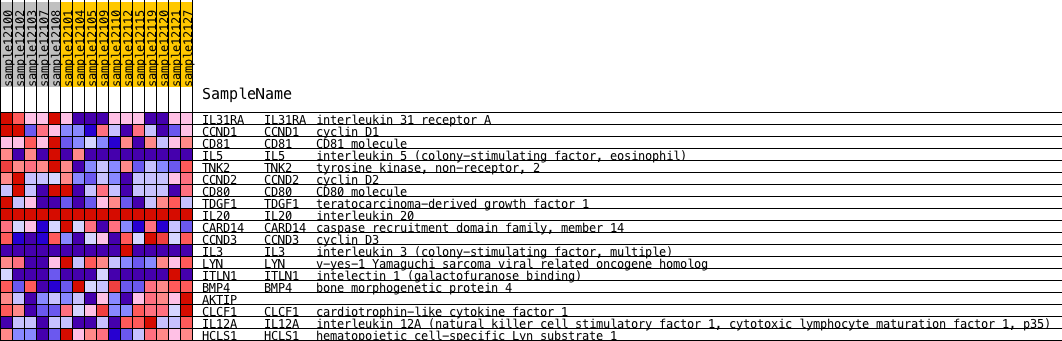 sample12100
sample12102
sample12103
sample12107
sample12108
sample12101
sample12104
sample12105
sample12109
sample12110
sample12112
sample12115
sample12119
sample12120
sample12121
sample12127
SampleName
IL31RA IL31RA interleukin 31 receptor A
CCND1 CCND1 cyclin D1
CD81 CD81 CD81 molecule
IL5 IL5 interleukin 5 (colony-stimulating factor, eosinophil)
TNK2 TNK2 tyrosine kinase, non-receptor, 2
CCND2 CCND2 cyclin D2
CD80 CD80 CD80 molecule
TDGF1 TDGF1 teratocarcinoma-derived growth factor 1
IL20 IL20 interleukin 20
CARD14 CARD14 caspase recruitment domain family, member 14
CCND3 CCND3 cyclin D3
IL3 IL3 interleukin 3 (colony-stimulating factor, multiple)
LYN LYN v-yes-1 Yamaguchi sarcoma viral related oncogene homolog
ITLN1 ITLN1 intelectin 1 (galactofuranose binding)
BMP4 BMP4 bone morphogenetic protein 4
AKTIP
CLCF1 CLCF1 cardiotrophin-like cytokine factor 1
IL12A IL12A interleukin 12A (natural killer cell stimulatory factor 1, cytotoxic lymphocyte maturation factor 1, p35)
HCLS1 HCLS1 hematopoietic cell-specific Lyn substrate 1